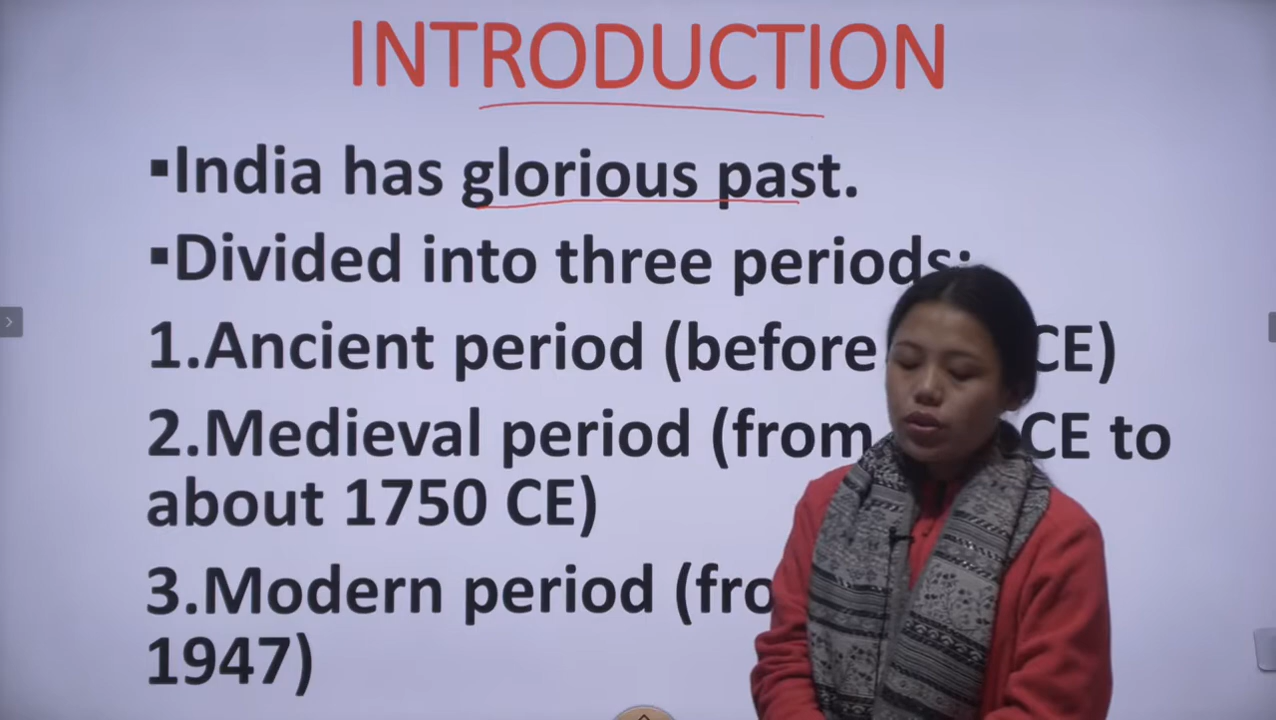 INTRODUCTION
▪India has glorious past.
▪Divided into three periods:
1.Ancient period (before CE)
2.Medieval period (from CE to
about 1750 CE)
3.Modern period (
1947)